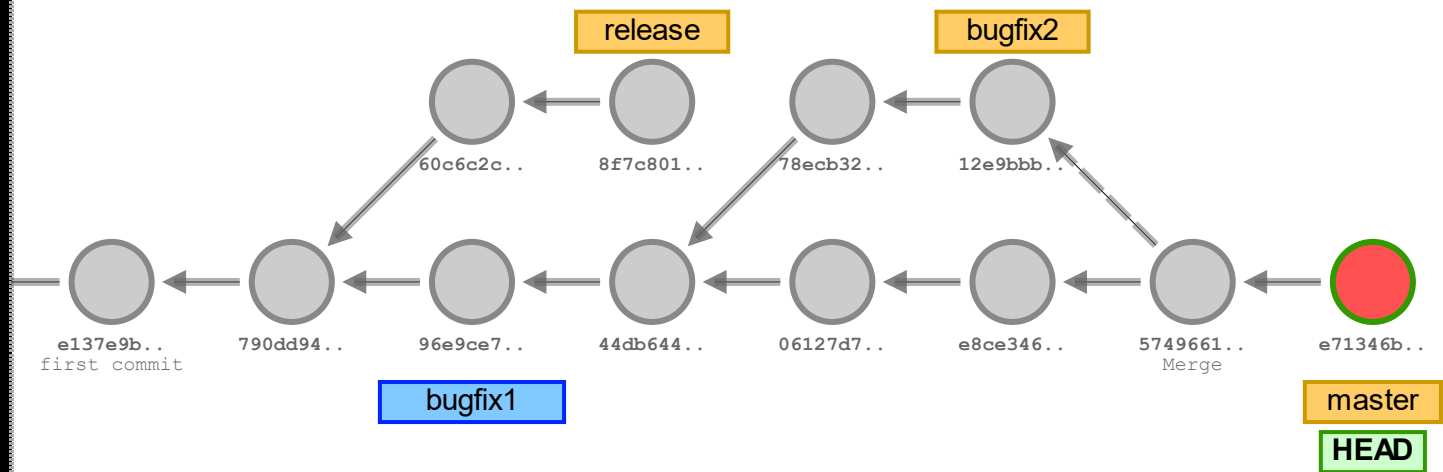 release
bugfix2
60c6c2c..
8f7c801..
78ecb32..
12e9bbb..
e137e9b..
first commit
790dd94..
96e9ce7..
44db644..
06127d7..
e8ce346..
5749661..
Merge
e71346b..
bugfix1
master
HEAD